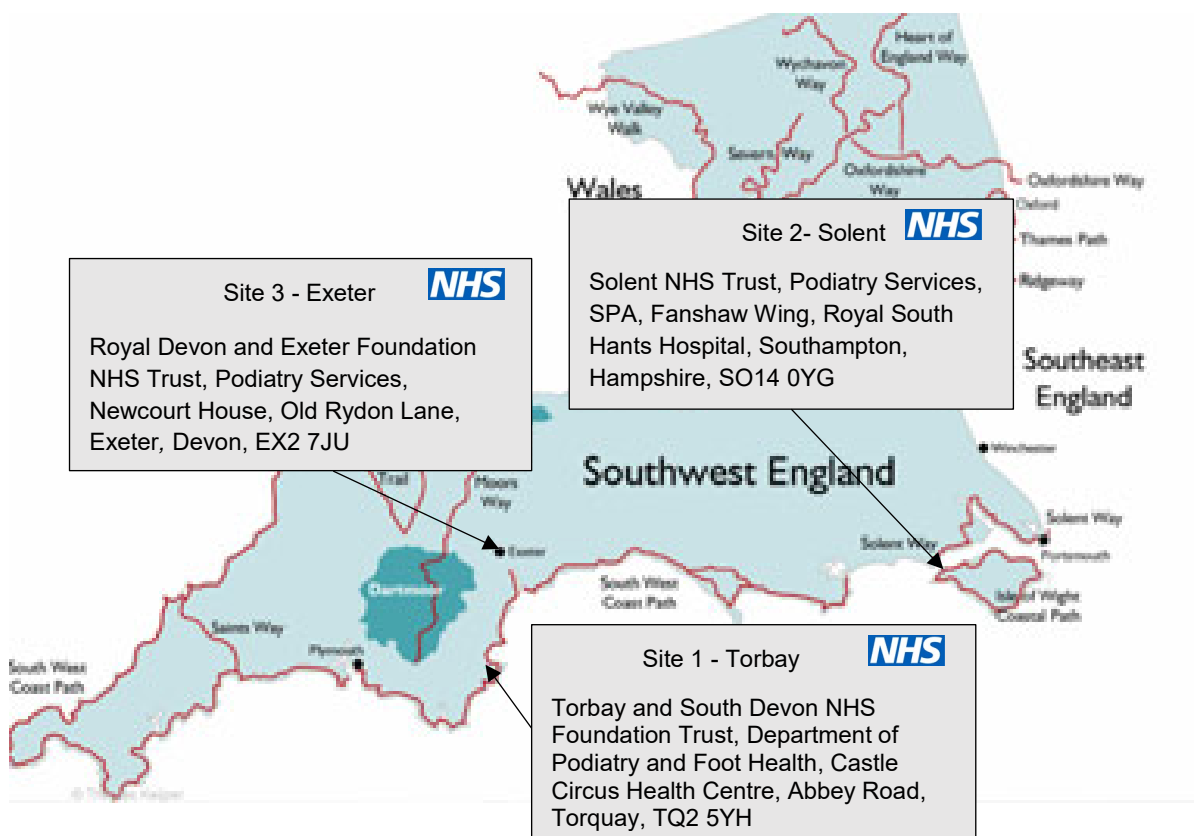 Heart of
England Way
Wychavon
Way
Wye Valley
Walk
Severn Way
Oxfordshire
Way
Oxfordshire Way
Oxford
Thames Path
Ridgeway
Wales
Site 2- Solent NHS
Solent NHS Trust, Podiatry Services,
SPA, Fanshaw Wing, Royal South
Hants Hospital, Southampton,
Hampshire, SO14 0YG
Site 3 - Exeter NHS
Royal Devon and Exeter Foundation
NHS Trust, Podiatry Services,
Newcourt House, Old Rydon Lane,
Exeter, Devon, EX2 7JU
Southeast
England
Winchester
Southwest England
Trail
Moors
Way
Exeter
Solent Way
Solent Way
Portsmouth
Isle of Wight
Coastal Path
South West
Coast Path
Dartmoor
Saints Way
Plymouth
South West
Coast Path
Site 1 - Torbay NHS
Torbay and South Devon NHS
Foundation Trust, Department of
Podiatry and Foot Health, Castle
Circus Health Centre, Abbey Road,
Torquay, TQ2 5YH